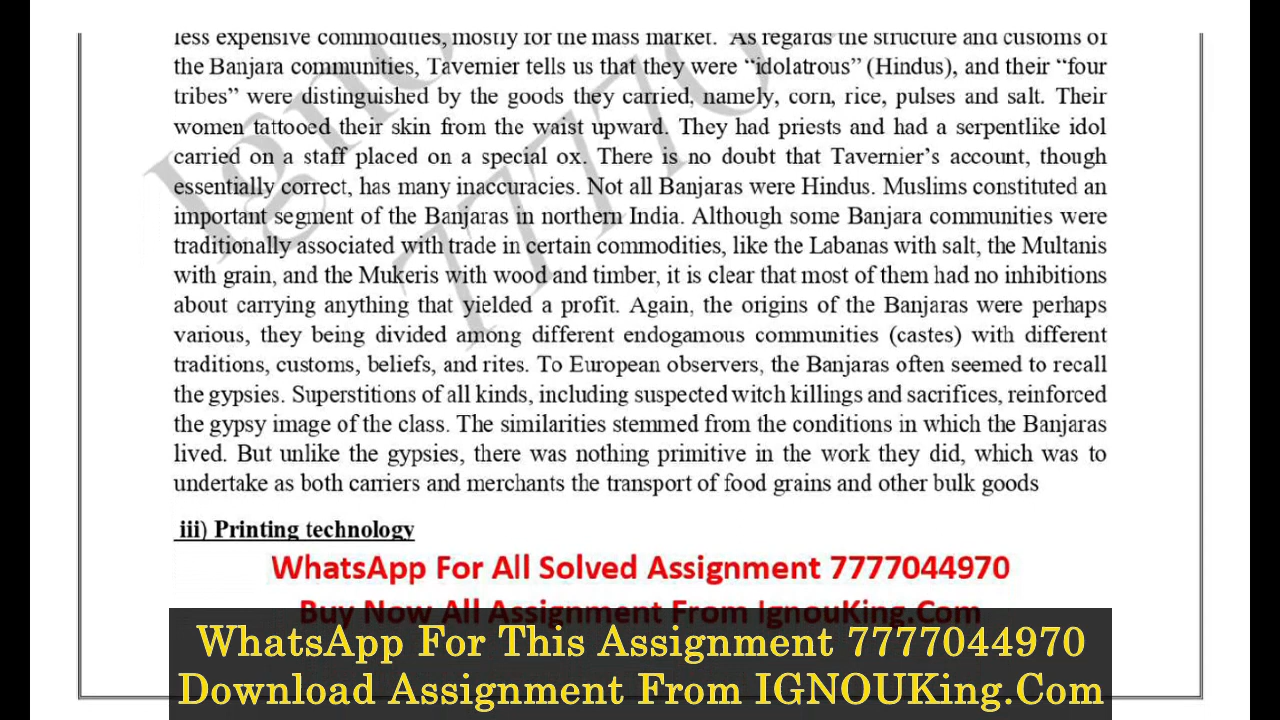 less expensive commodities, mostly for the mass market. As regards the structure and customs of
the Banjara communities, Tavernier tells us that they were “idolatrous” (Hindus), and their “four
tribes” were distinguished by the goods they carried, namely, corn, rice, pulses and salt. Their
women tattooed their skin from the waist upward. They had priests and had a serpentlike idol
carried on a staff placed on a special ox. There is no doubt that Tavernier’s account, though
essentially correct, has many inaccuracies. Not all Banjaras were Hindus. Muslims constituted an
important segment of the Banjaras in northern India. Although some Banjara communities were
traditionally associated with trade in certain commodities, like the Labanas with salt, the Multanis
with grain, and the Mukeris with wood and timber, it is clear that most of them had no inhibitions
about carrying anything that yielded a profit. Again, the origins of the Banjaras were perhaps
various, they being divided among different endogamous communities (castes) with different
traditions, customs, beliefs, and rites. To European observers, the Banjaras often seemed to recall
the gypsies. Superstitions of all kinds, including suspected witch killings and sacrifices, reinforced
the gypsy image of the class. The similarities stemmed from the conditions in which the Banjaras
lived. But unlike the gypsies, there was nothing primitive in the work they did, which was to
undertake as both carriers and merchants the transport of food grains and other bulk goods
iii) Printing technology
WhatsApp For All Solved Assignment 7777044970
Buy Now All Assignment From IgnouKing.Com
WhatsApp For This Assignment 7777044970
Download Assignment From IGNOUKing.Com